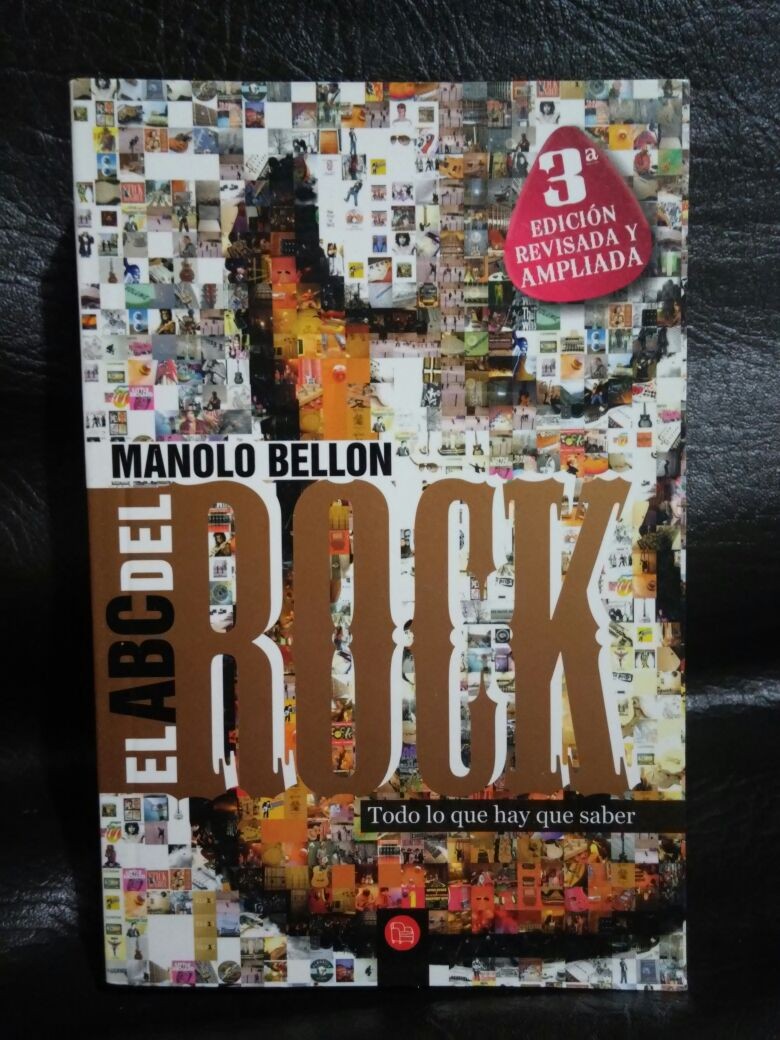 3ª
EDICIÓN
REVISADA Y
AMPLIADA
MANOLO BELLON
EL ABC DEL
ROCK
Todo lo que hay que saber